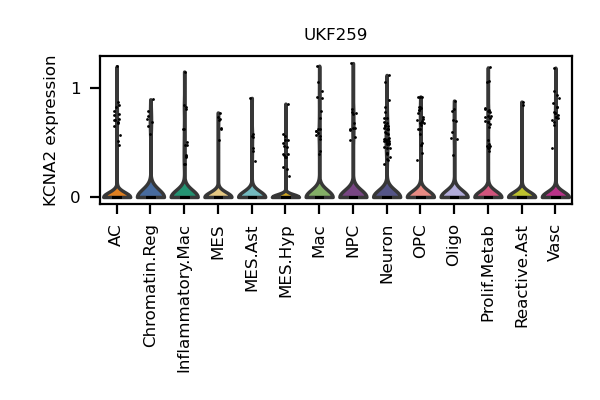 UKF259
KCNA2 expression
1
0
AC
Chromatin.Reg
Inflammatory.Mac
MES
MES.Ast
MES.Hyp
Mac
NPC
Neuron
OPC
Oligo
Prolif.Metab
Reactive.Ast
Vasc